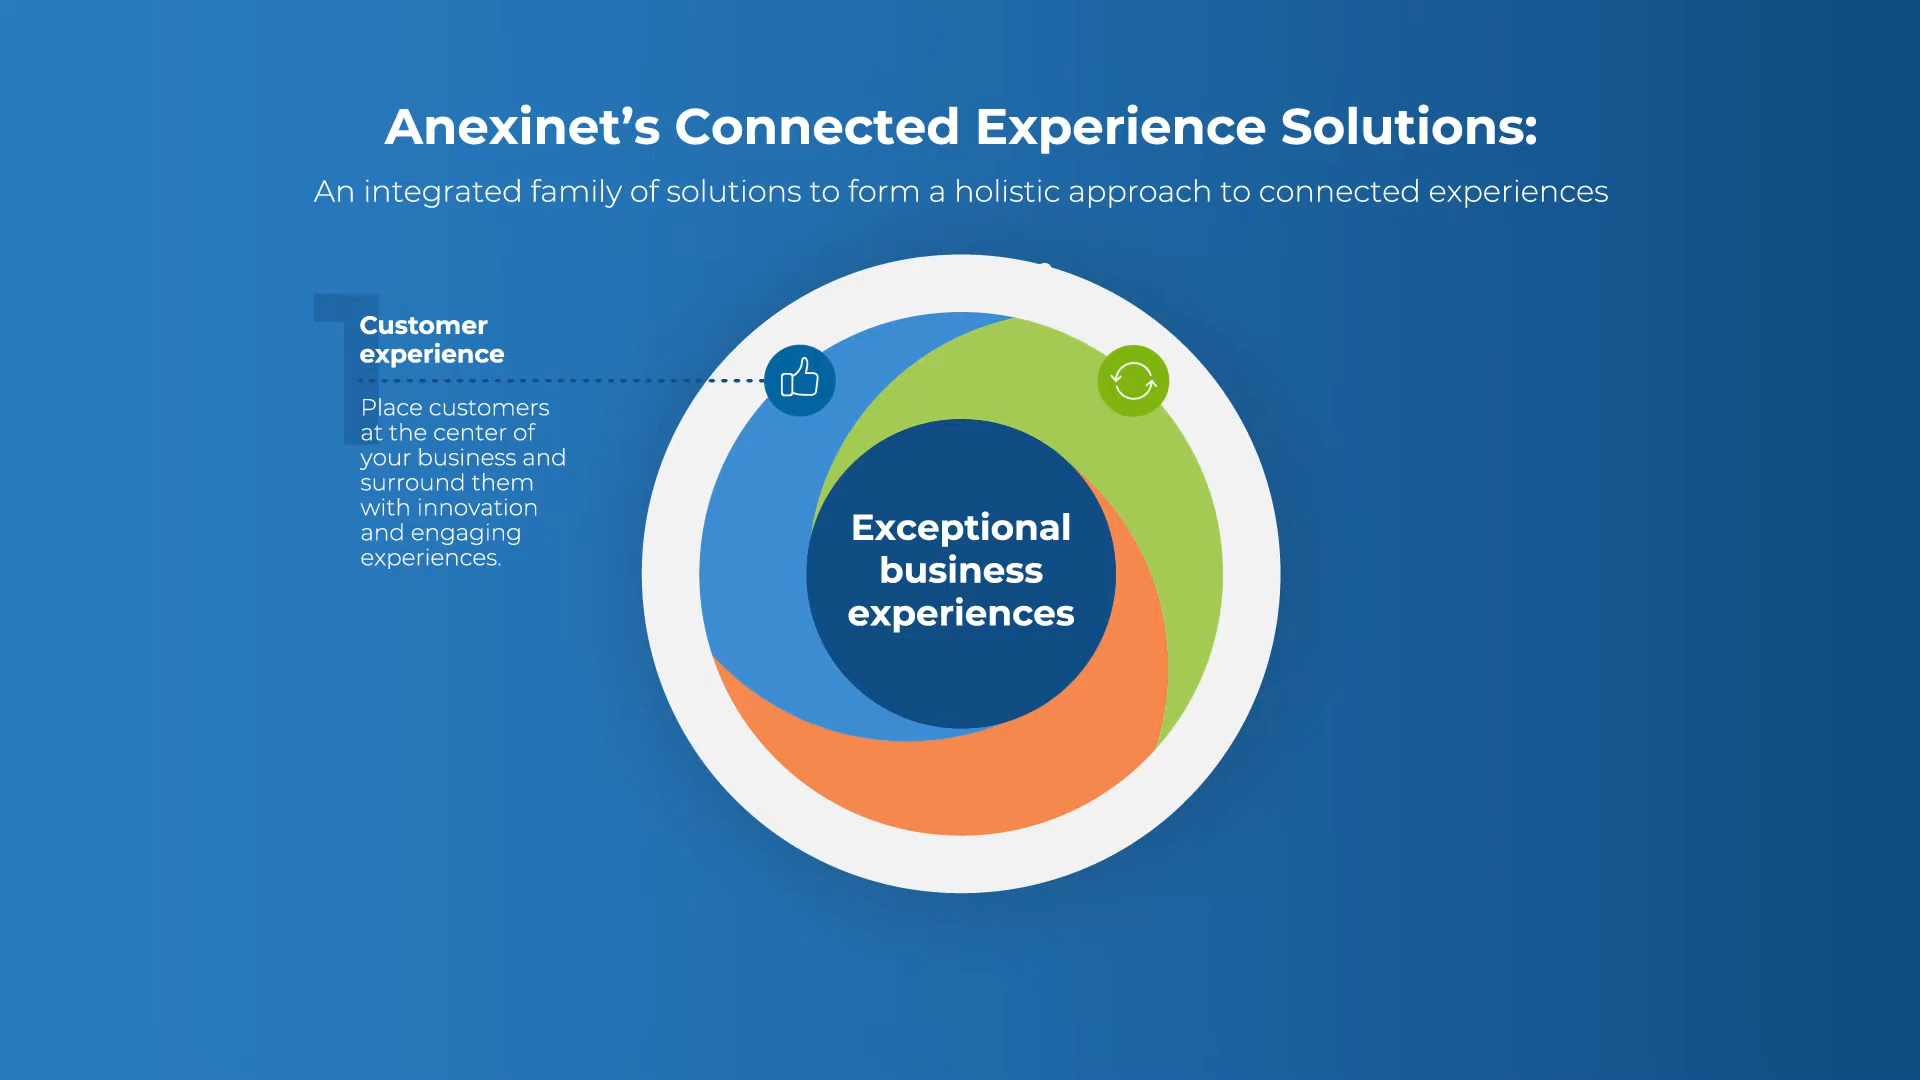 Anexinet’s Connected Experience Solutions:
An integrated family of solutions to form a holistic approach to connected experiences
1
Customer
experience
Place customers
at the center of
your business and
surround them
with innovation
and engaging
experiences.
Exceptional
business
experiences